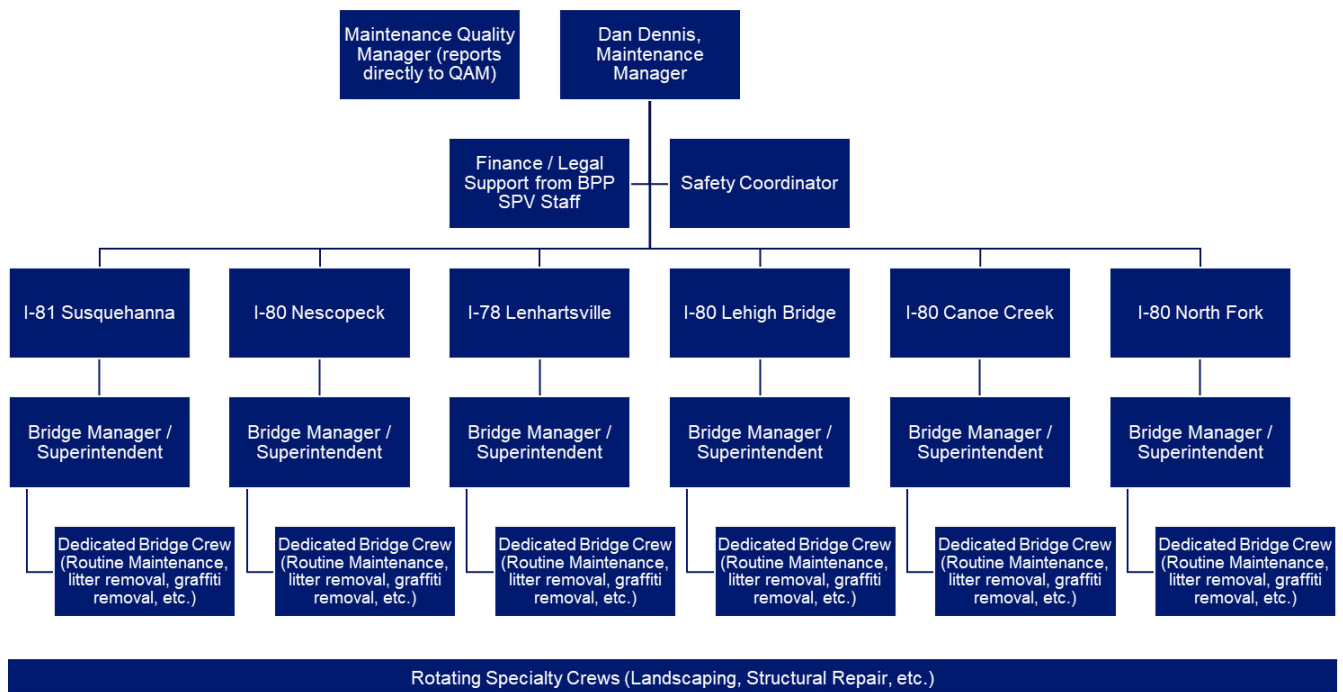 Maintenance Quality
Manager (reports
directly to QAM)
Dan Dennis,
Maintenance
Manager
Finance / Legal
Support from BPP
SPV Staff
Safety Coordinator
I-81 Susquehanna
I-80 Nescopeck
I-78 Lenhartsville
I-80 Lehigh Bridge
I-80 Canoe Creek
I-80 North Fork
Bridge Manager /
Superintendent
Bridge Manager /
Superintendent
Bridge Manager /
Superintendent
Bridge Manager /
Superintendent
Bridge Manager /
Superintendent
Bridge Manager /
Superintendent
Dedicated Bridge Crew
(Routine Maintenance,
litter removal, graffiti
removal, etc.)
Dedicated Bridge Crew
(Routine Maintenance,
litter removal, graffiti
removal, etc.)
Dedicated Bridge Crew
(Routine Maintenance,
litter removal, graffiti
removal, etc.)
Dedicated Bridge Crew
(Routine Maintenance,
litter removal, graffiti
removal, etc.)
Dedicated Bridge Crew
(Routine Maintenance,
litter removal, graffiti
removal, etc.)
Dedicated Bridge Crew
(Routine Maintenance,
litter removal, graffiti
removal, etc.)
Rotating Specialty Crews (Landscaping, Structural Repair, etc.)